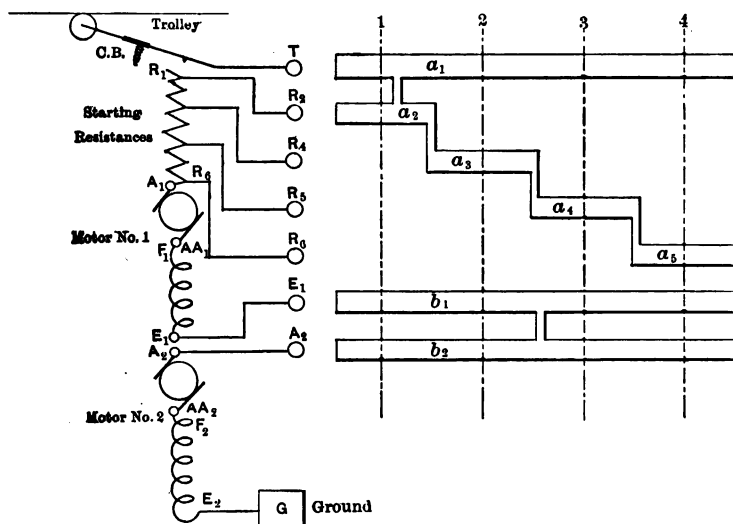 Trolley
C.B.
T
R1
R2
Starting
Resistances
R4
R6
A1
R5
Motor No. 1
F1
AA1
R6
E1
E1
A2
A2
Motor No. 2
AA2
F2
E2
G
Ground
1
2
3
4
a1
a2
a3
a4
a5
b1
b2